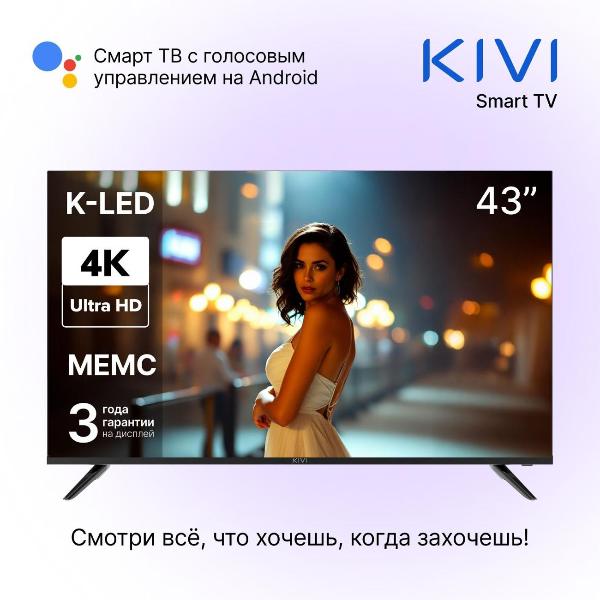 Смарт ТВ с голосовым
управлением на Android
KIVI
Smart TV
K-LED
43”
4K
Ultra HD
MEMC
3 года
гарантии
на дисплей
KIVI
Смотри всё, что хочешь, когда захочешь!